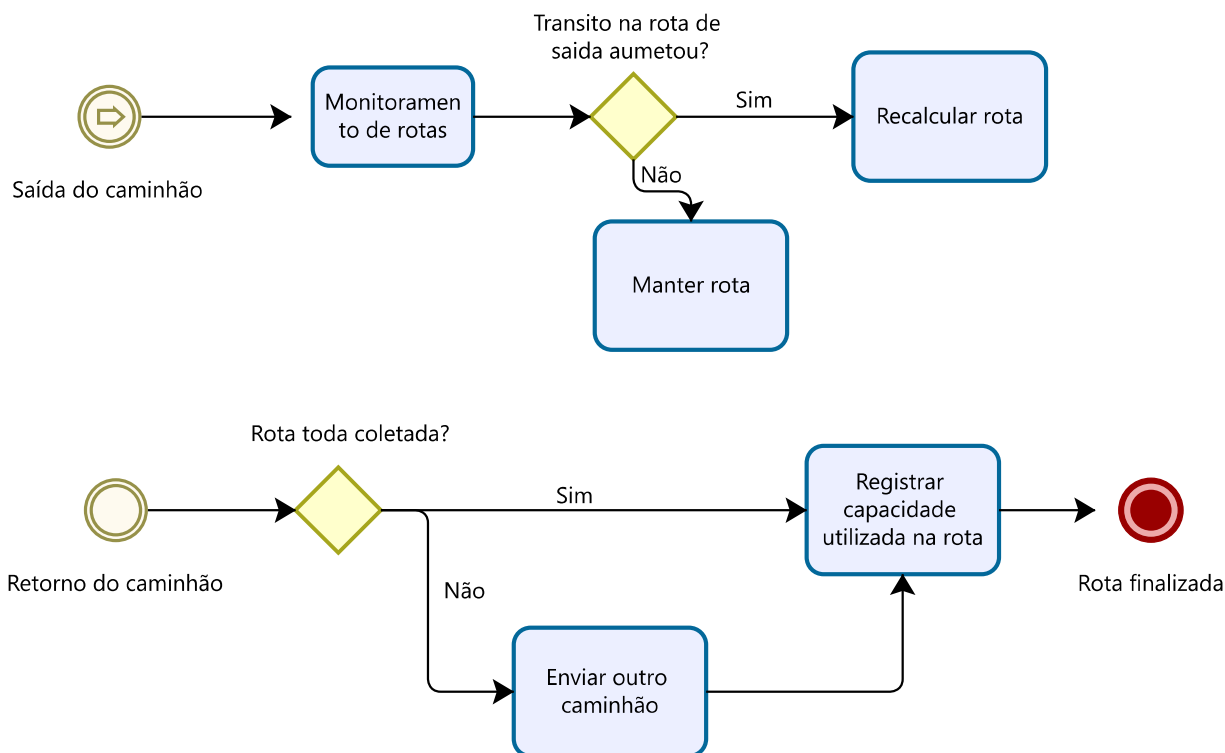 Transito na rota de
saida aumetou?
Monitoramen
to de rotas
Sim
Recalcular rota
Saída do caminhão
Não
Manter rota
Rota toda coletada?
Sim
Registrar
capacidade
utilizada na rota
Retorno do caminhão
Não
Rota finalizada
Enviar outro
caminhão